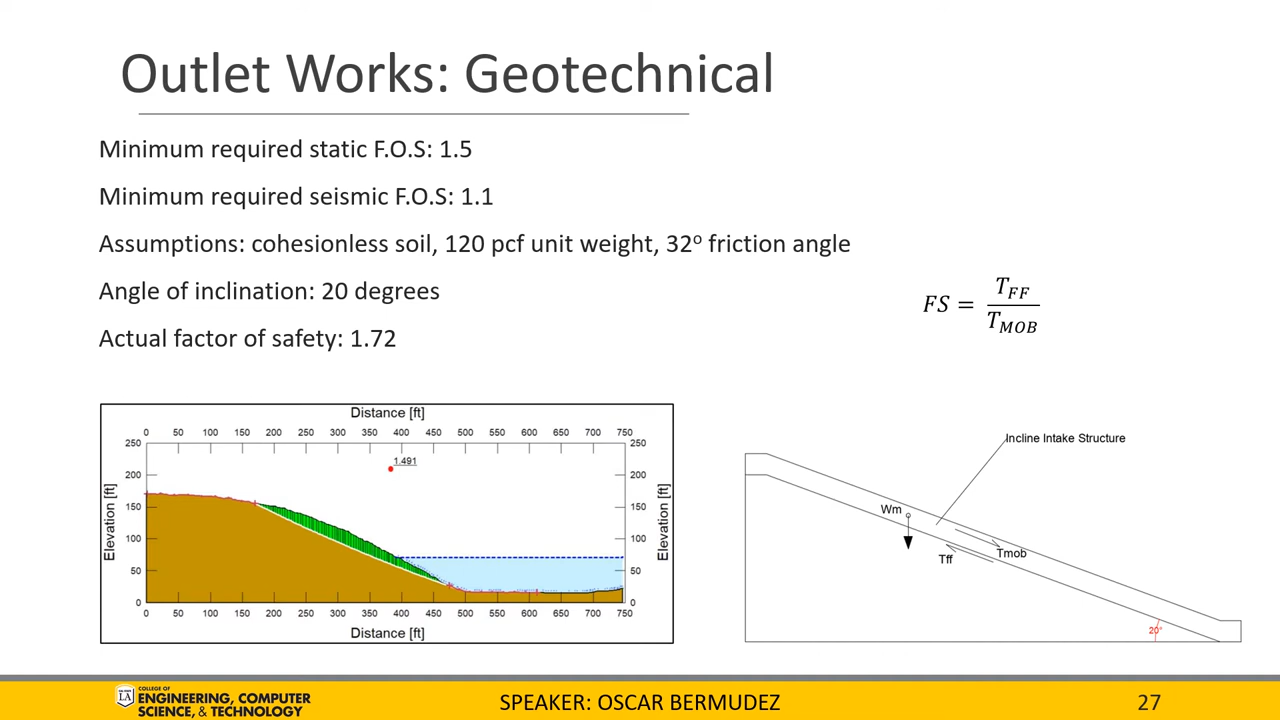 Outlet Works: Geotechnical
Minimum required static F.O.S: 1.5
Minimum required seismic F.O.S: 1.1
Assumptions: cohesionless soil, 120 pcf unit weight, 32° friction angle
Angle of inclination: 20 degrees
Actual factor of safety: 1.72
FS = T_FF / T_MOB
Distance [ft]
0 50 100 150 200 250 300 350 400 450 500 550 600 650 700 750
250 250
1.491
200 200
150 150
100 100
50 50
0 0
Elevation [ft]
Elevation [ft]
0 50 100 150 200 250 300 350 400 450 500 550 600 650 700 750
Distance [ft]
Incline Intake Structure
Wm
Tmob
Tff
20°
LA
COLLEGE OF
ENGINEERING, COMPUTER
SCIENCE, & TECHNOLOGY
SPEAKER: OSCAR BERMUDEZ
27